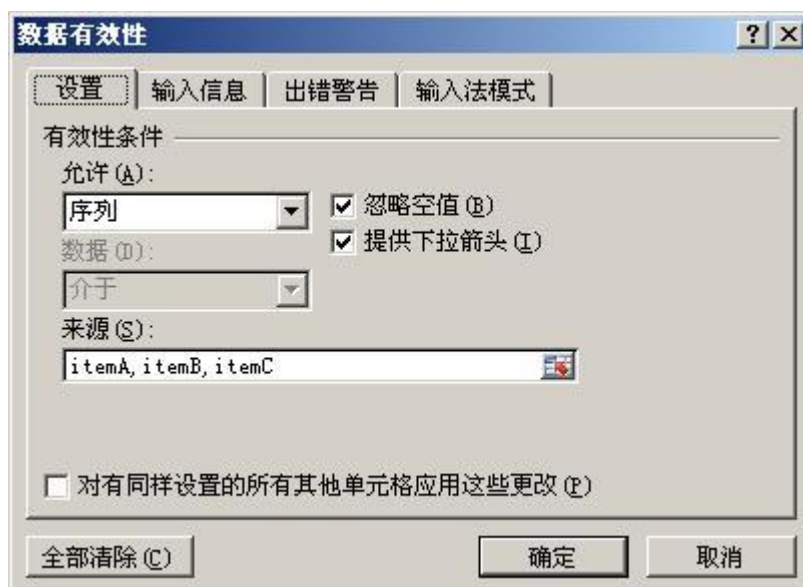 数据有效性
设置 输入信息 出错警告 输入法模式
有效性条件
允许(A):
序列 忽略空值(B)
数据(D): 提供下拉箭头(I)
介于
来源(S):
itemA,itemB,itemC
对有同样设置的所有其他单元格应用这些更改(P)
全部清除(C) 确定 取消